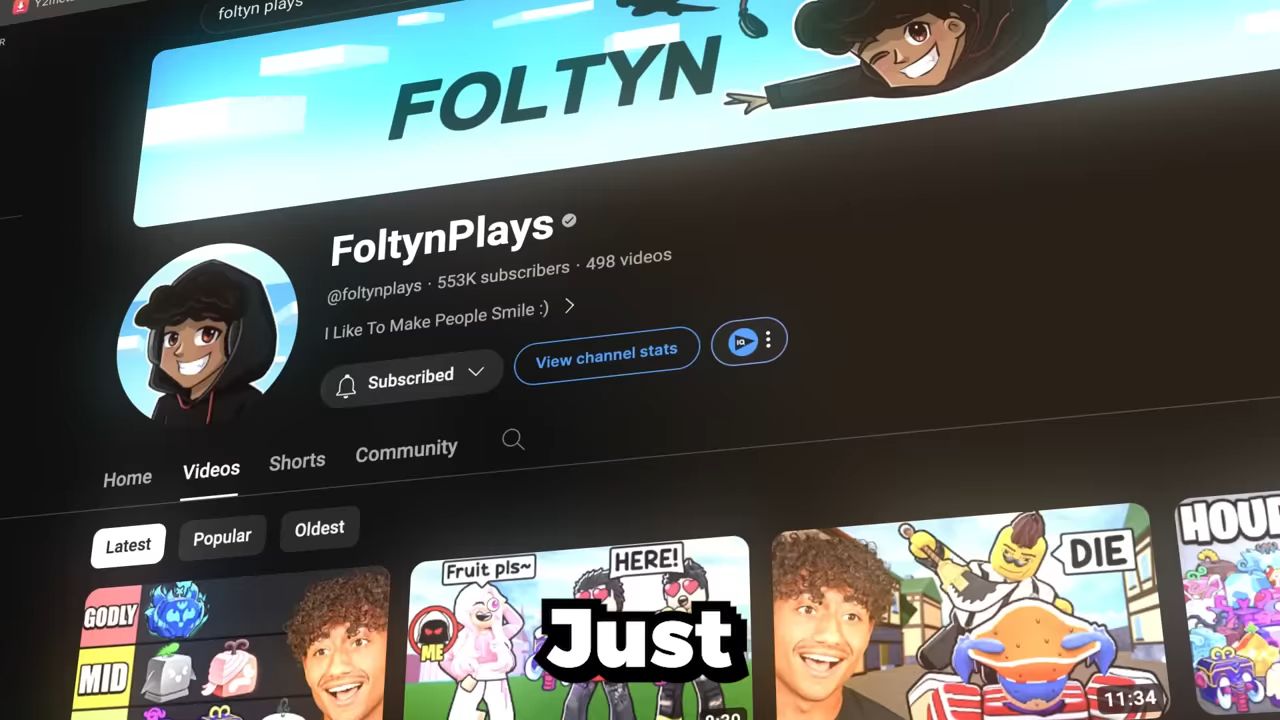 foltyn plays
FOLTYN
FoltynPlays
@foltynplays · 553K subscribers · 498 videos
I Like To Make People Smile :)
Subscribed
View channel stats
IQ
Home
Videos
Shorts
Community
Latest
Popular
Oldest
GODLY
MID
Fruit pls~
HERE!
ME
DIE
11:34
Just